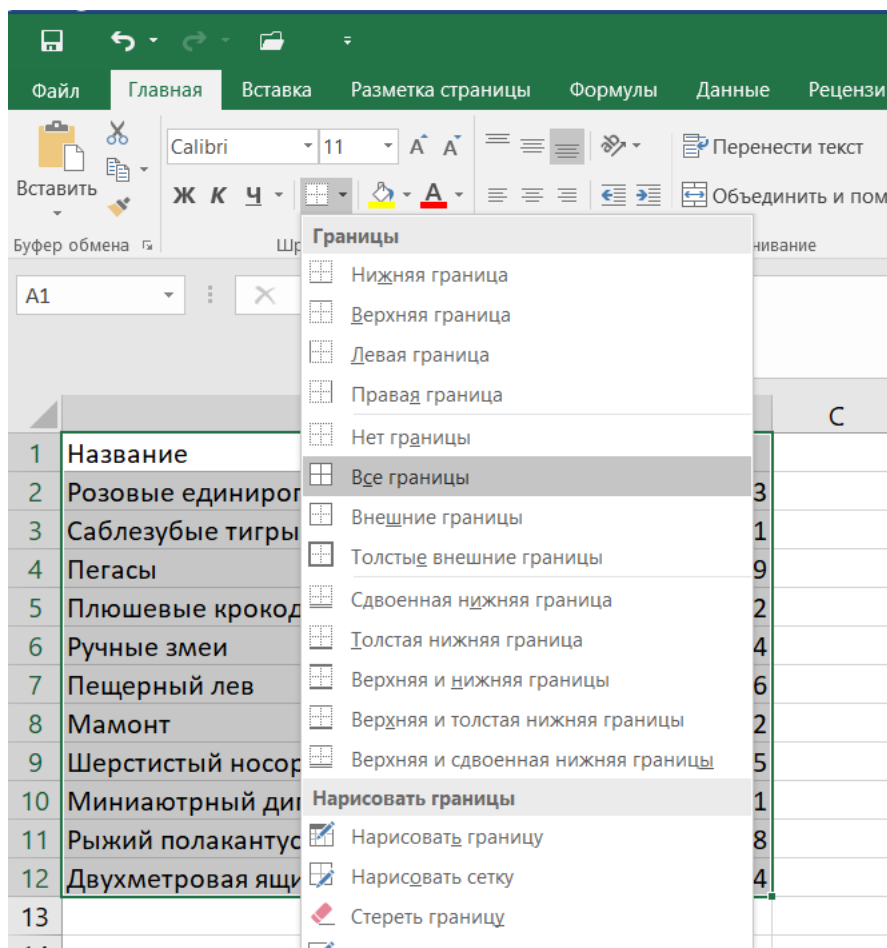 Файл Главная Вставка Разметка страницы Формулы Данные Рецензи
Calibri 11 Перенести текст
Вставить Ж К Ч А Объединить и пом
Буфер обмена Шр нивание
A1
Границы
Нижняя граница
Верхняя граница
Левая граница
Правая граница
Нет границы
Все границы
Внешние границы
Толстые внешние границы
Сдвоенная нижняя граница
Толстая нижняя граница
Верхняя и нижняя границы
Верхняя и толстая нижняя границы
Верхняя и сдвоенная нижняя границы
Нарисовать границы
Нарисовать границу
Нарисовать сетку
Стереть границу
C
1 Название
2 Розовые единирог 3
3 Саблезубые тигры 1
4 Пегасы 9
5 Плюшевые крокод 2
6 Ручные змеи 4
7 Пещерный лев 6
8 Мамонт 2
9 Шерстистый носор 5
10 Миниаютрный ди 1
11 Рыжий полакантус 8
12 Двухметровая ящи 4
13